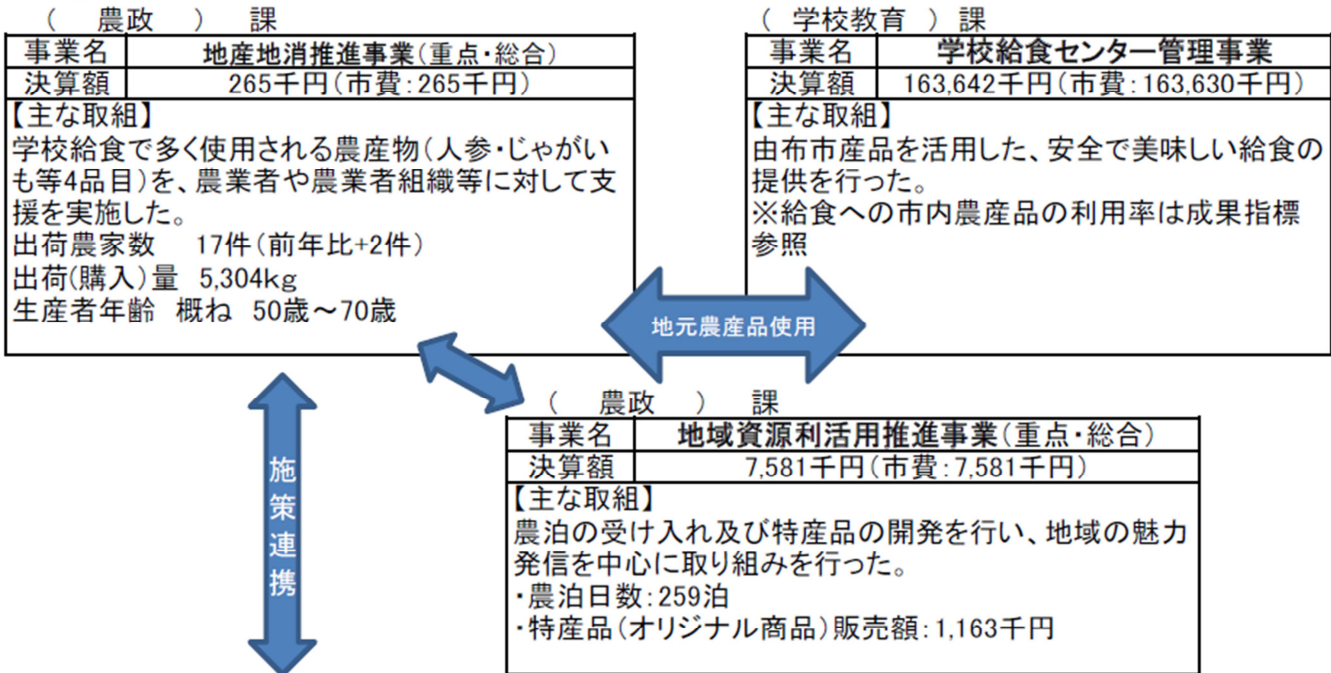 （　農政　）　課
事業名　地産地消推進事業（重点・総合）
決算額　265千円（市費：265千円）
【主な取組】
学校給食で多く使用される農産物（人参・じゃがい
も等4品目）を、農業者や農業者組織等に対して支
援を実施した。
出荷農家数　17件（前年比+2件）
出荷(購入)量　5,304kg
生産者年齢　概ね　50歳～70歳
（学校教育）課
事業名　学校給食センター管理事業
決算額　163,642千円（市費：163,630千円）
【主な取組】
由布市産品を活用した、安全で美味しい給食の
提供を行った。
※給食への市内農産品の利用率は成果指標
参照
地元農産品使用
（　農政　）　課
事業名　地域資源利活用推進事業（重点・総合）
決算額　7,581千円（市費：7,581千円）
【主な取組】
農泊の受け入れ及び特産品の開発を行い、地域の魅力
発信を中心に取り組みを行った。
・農泊日数：259泊
・特産品（オリジナル商品）販売額：1,163千円
施策連携